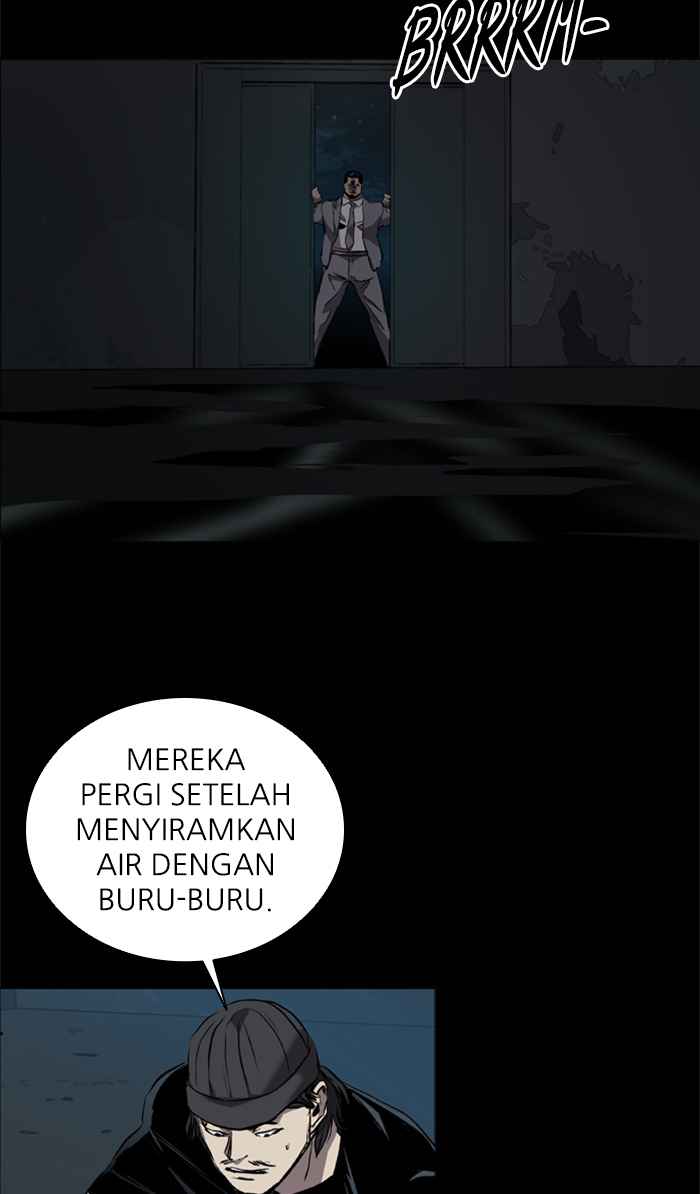 BRRRM-
MEREKA
PERGI SETELAH
MENYIRAMKAN
AIR DENGAN
BURU-BURU.